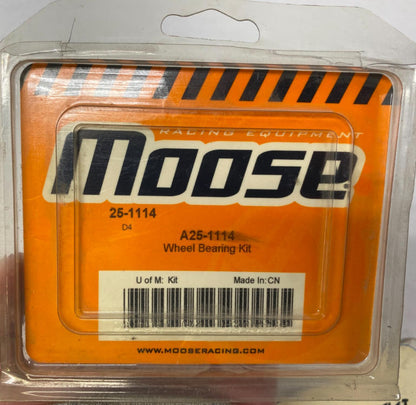 RACING EQUIPMENT
Moose
25-1114
D4
A25-1114
Wheel Bearing Kit
U of M: Kit
Made In: CN
WWW.MOOSERACING.COM